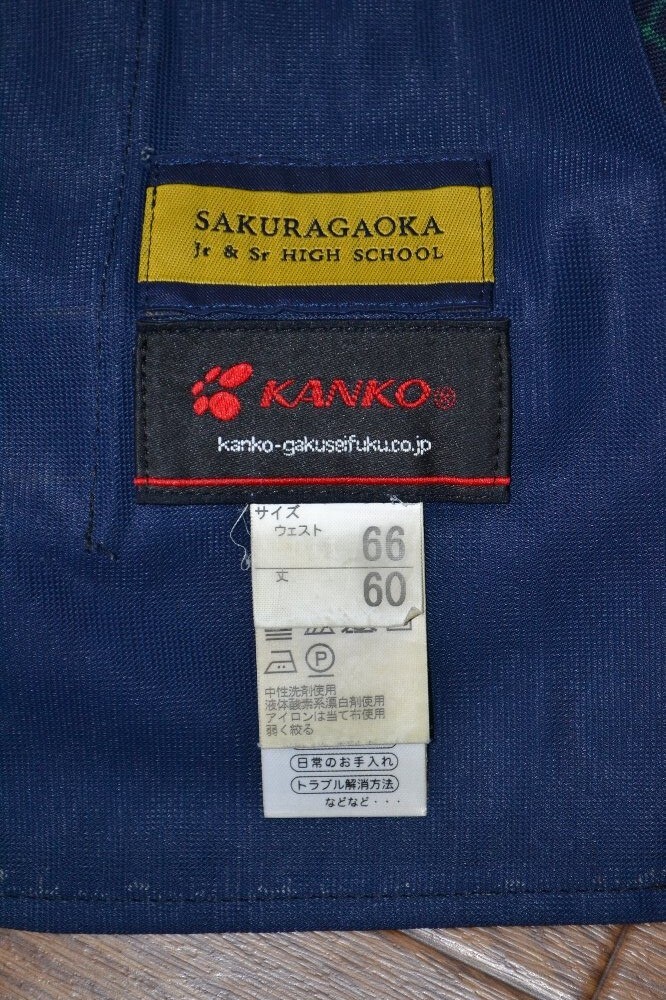 SAKURAGAOKA
Jr & Sr HIGH SCHOOL
KANKO
kanko-gakuseifuku.co.jp
サイズ
ウェスト 66
丈 60
P
中性洗剤使用
液体酸素系漂白剤使用
アイロンは当て布使用
弱く絞る
日常のお手入れ
トラブル解消方法
などなど・・・